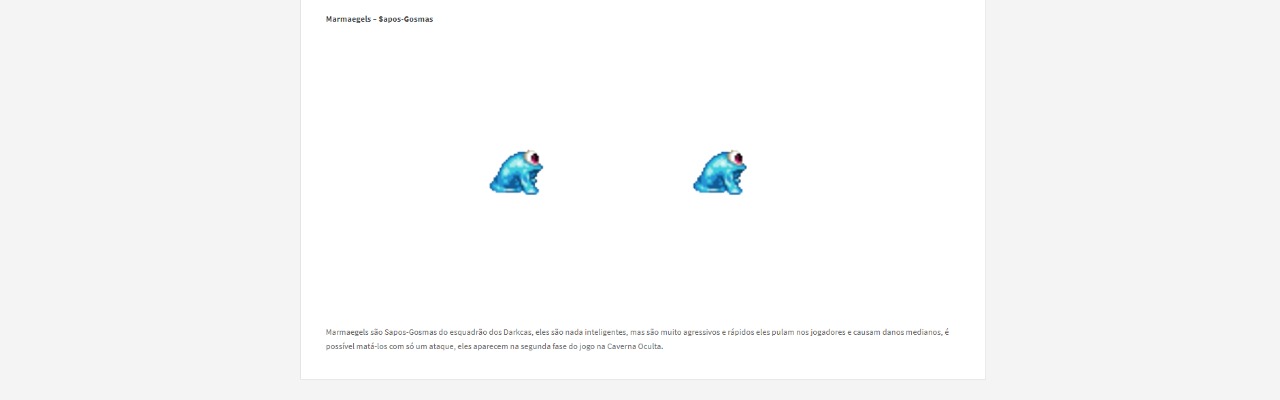 Marmaegels – Sapos-Gosmas
Marmaegels são Sapos-Gosmas do esquadrão dos Darkcas, eles são nada inteligentes, mas são muito agressivos e rápidos eles pulam nos jogadores e causam danos medianos, é
possível matá-los com só um ataque, eles aparecem na segunda fase do jogo na Caverna Oculta.